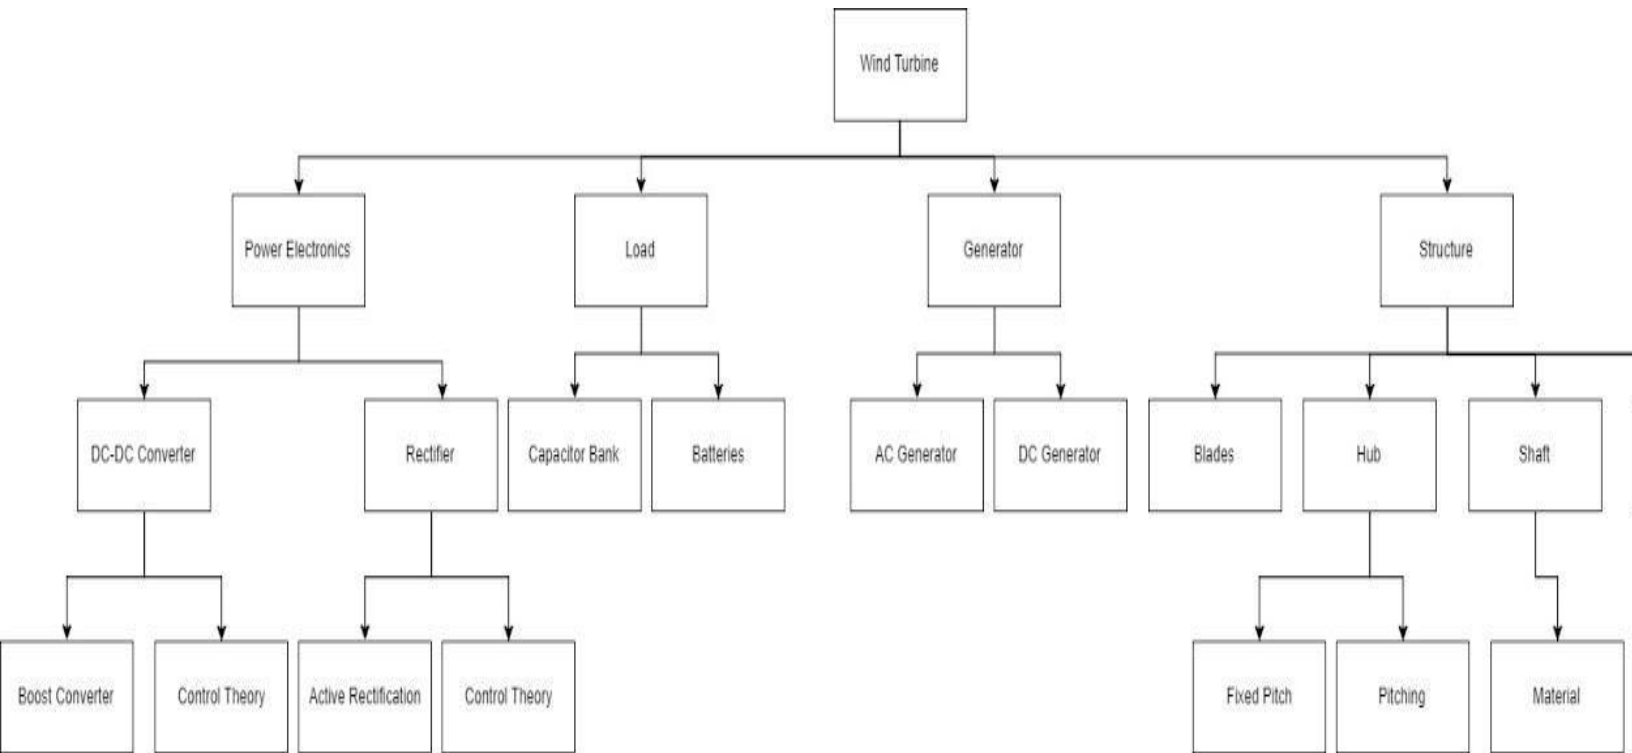 Wind Turbine
Power Electronics
Load
Generator
Structure
DC-DC Converter
Rectifier
Capacitor Bank
Batteries
AC Generator
DC Generator
Blades
Hub
Shaft
Boost Converter
Control Theory
Active Rectification
Control Theory
Fixed Pitch
Pitching
Material